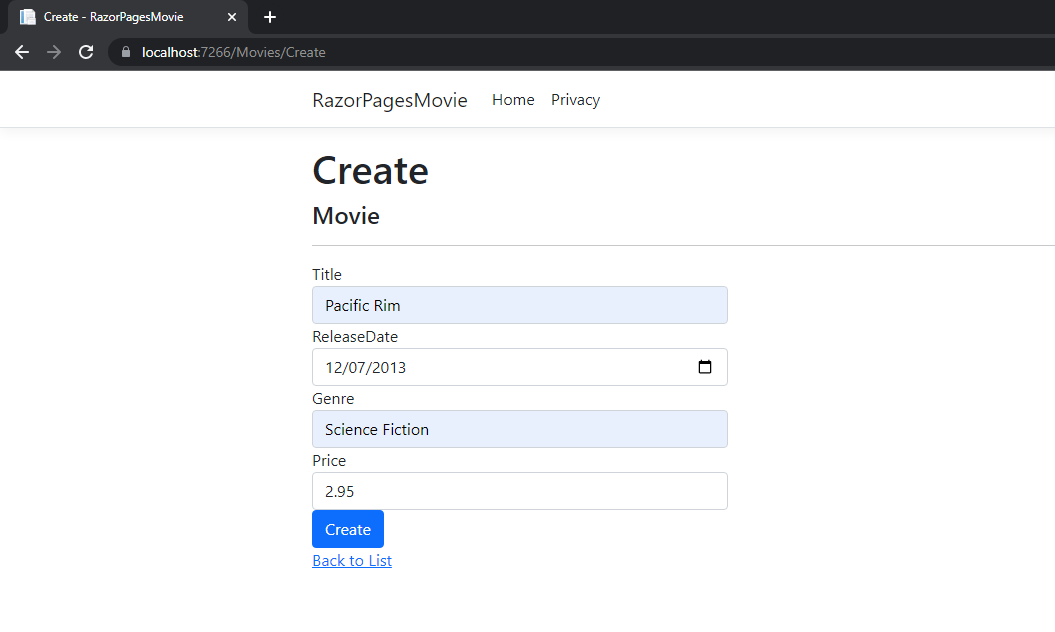 Create - RazorPagesMovie
localhost:7266/Movies/Create
RazorPagesMovie Home Privacy
Create
Movie
Title
Pacific Rim
ReleaseDate
12/07/2013
Genre
Science Fiction
Price
2.95
Create
Back to List